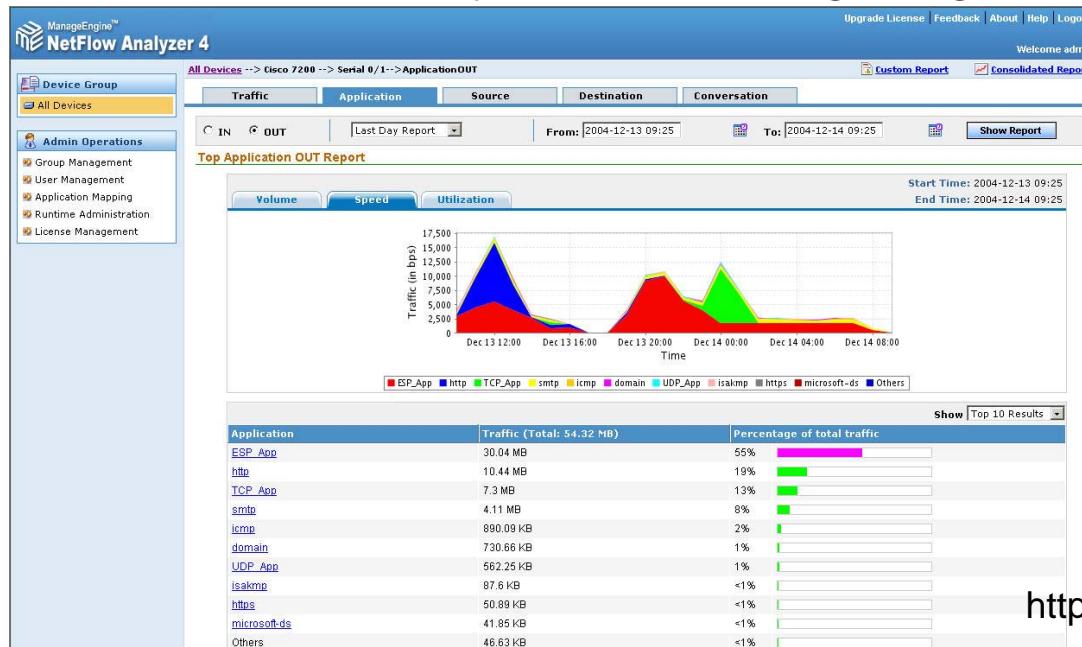 Upgrade License | Feedback | About | Help | Logo
ManageEngine™
NetFlow Analyzer 4
Welcome adm
All Devices --> Cisco 7200 --> Serial 0/1-->ApplicationOUT
Custom Report
Consolidated Repo
Device Group
All Devices
Admin Operations
Group Management
User Management
Application Mapping
Runtime Administration
License Management
Traffic
Application
Source
Destination
Conversation
IN OUT
Last Day Report
From: 2004-12-13 09:25
To: 2004-12-14 09:25
Show Report
Top Application OUT Report
Start Time: 2004-12-13 09:25
End Time: 2004-12-14 09:25
Volume
Speed
Utilization
Traffic (in bps)
17,500
15,000
12,500
10,000
7,500
5,000
2,500
0
Dec 13 12:00 Dec 13 16:00 Dec 13 20:00 Dec 14 00:00 Dec 14 04:00 Dec 14 08:00
Time
ESP_App http TCP_App smtp icmp domain UDP_App isakmp https microsoft-ds Others
Show Top 10 Results
Application Traffic (Total: 54.32 MB) Percentage of total traffic
ESP_App 30.04 MB 55%
http 10.44 MB 19%
TCP_App 7.3 MB 13%
smtp 4.11 MB 8%
icmp 890.09 KB 2%
domain 730.66 KB 1%
UDP_App 562.25 KB 1%
isakmp 87.6 KB <1%
https 50.89 KB <1%
microsoft-ds 41.85 KB <1%
Others 46.63 KB <1%
http